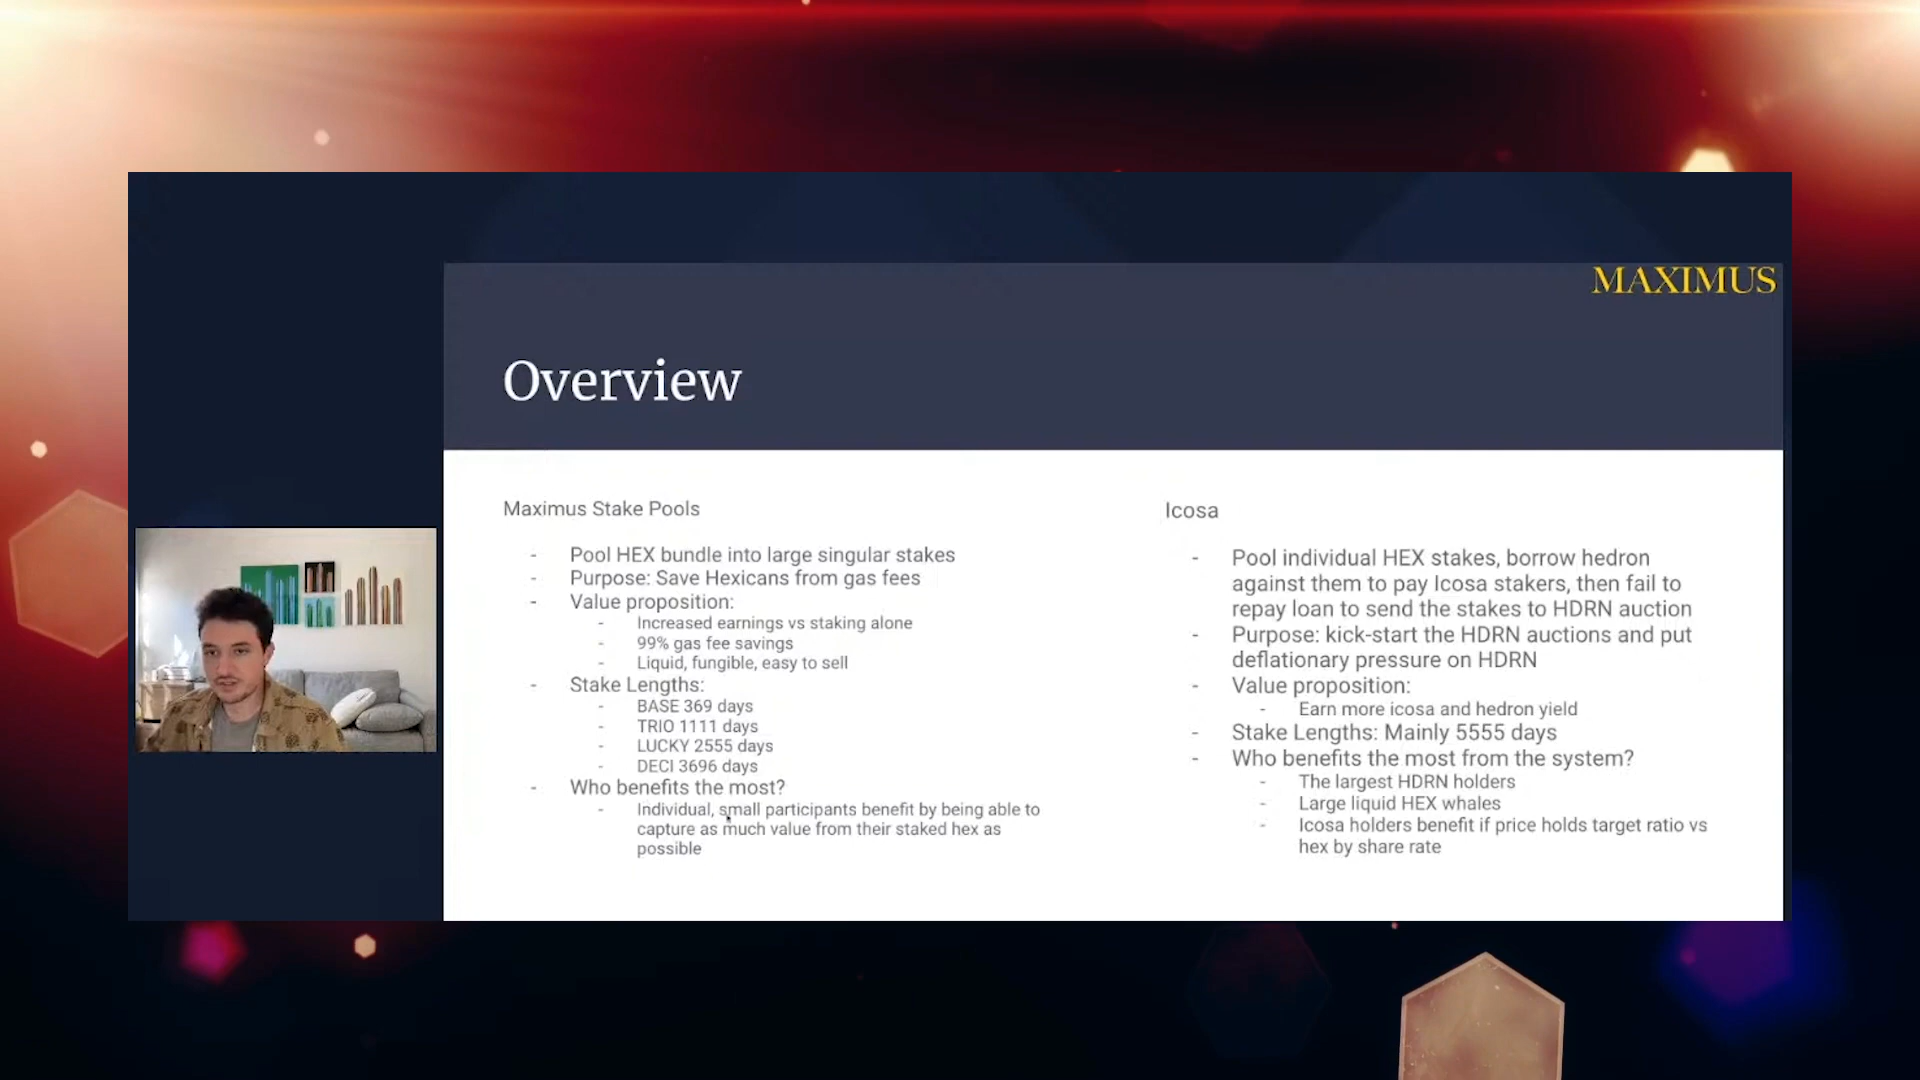 MAXIMUS
Overview
Maximus Stake Pools
- Pool HEX bundle into large singular stakes
- Purpose: Save Hexicans from gas fees
- Value proposition:
- Increased earnings vs staking alone
- 99% gas fee savings
- Liquid, fungible, easy to sell
- Stake Lengths:
- BASE 369 days
- TRIO 1111 days
- LUCKY 2555 days
- DECI 3696 days
- Who benefits the most?
- Individual, small participants benefit by being able to
capture as much value from their staked hex as
possible
Icosa
- Pool individual HEX stakes, borrow hedron
against them to pay Icosa stakers, then fail to
repay loan to send the stakes to HDRN auction
- Purpose: kick-start the HDRN auctions and put
deflationary pressure on HDRN
- Value proposition:
- Earn more icosa and hedron yield
- Stake Lengths: Mainly 5555 days
- Who benefits the most from the system?
- The largest HDRN holders
- Large liquid HEX whales
- Icosa holders benefit if price holds target ratio vs
hex by share rate